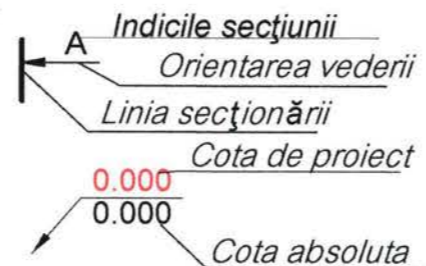 Indicile secţiunii
A
Orientarea vederii
Linia secţionării
Cota de proiect
0.000
0.000
Cota absoluta